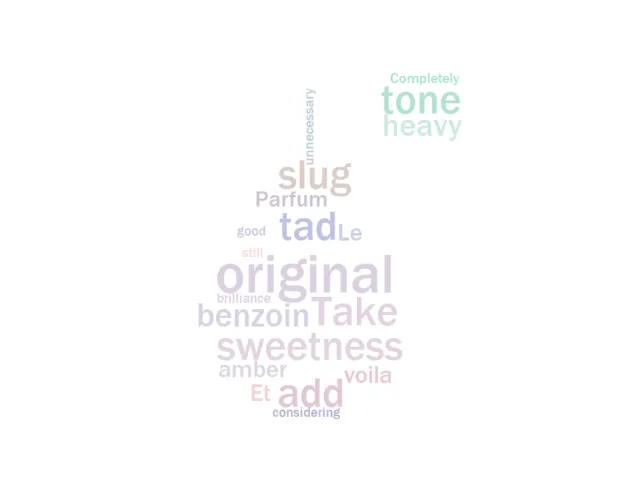 Completely
tone
heavy
unnecessary
slug
Parfum
tad Le
good
still
original
brilliance
benzoin Take
sweetness
amber
voila
Et add
considering